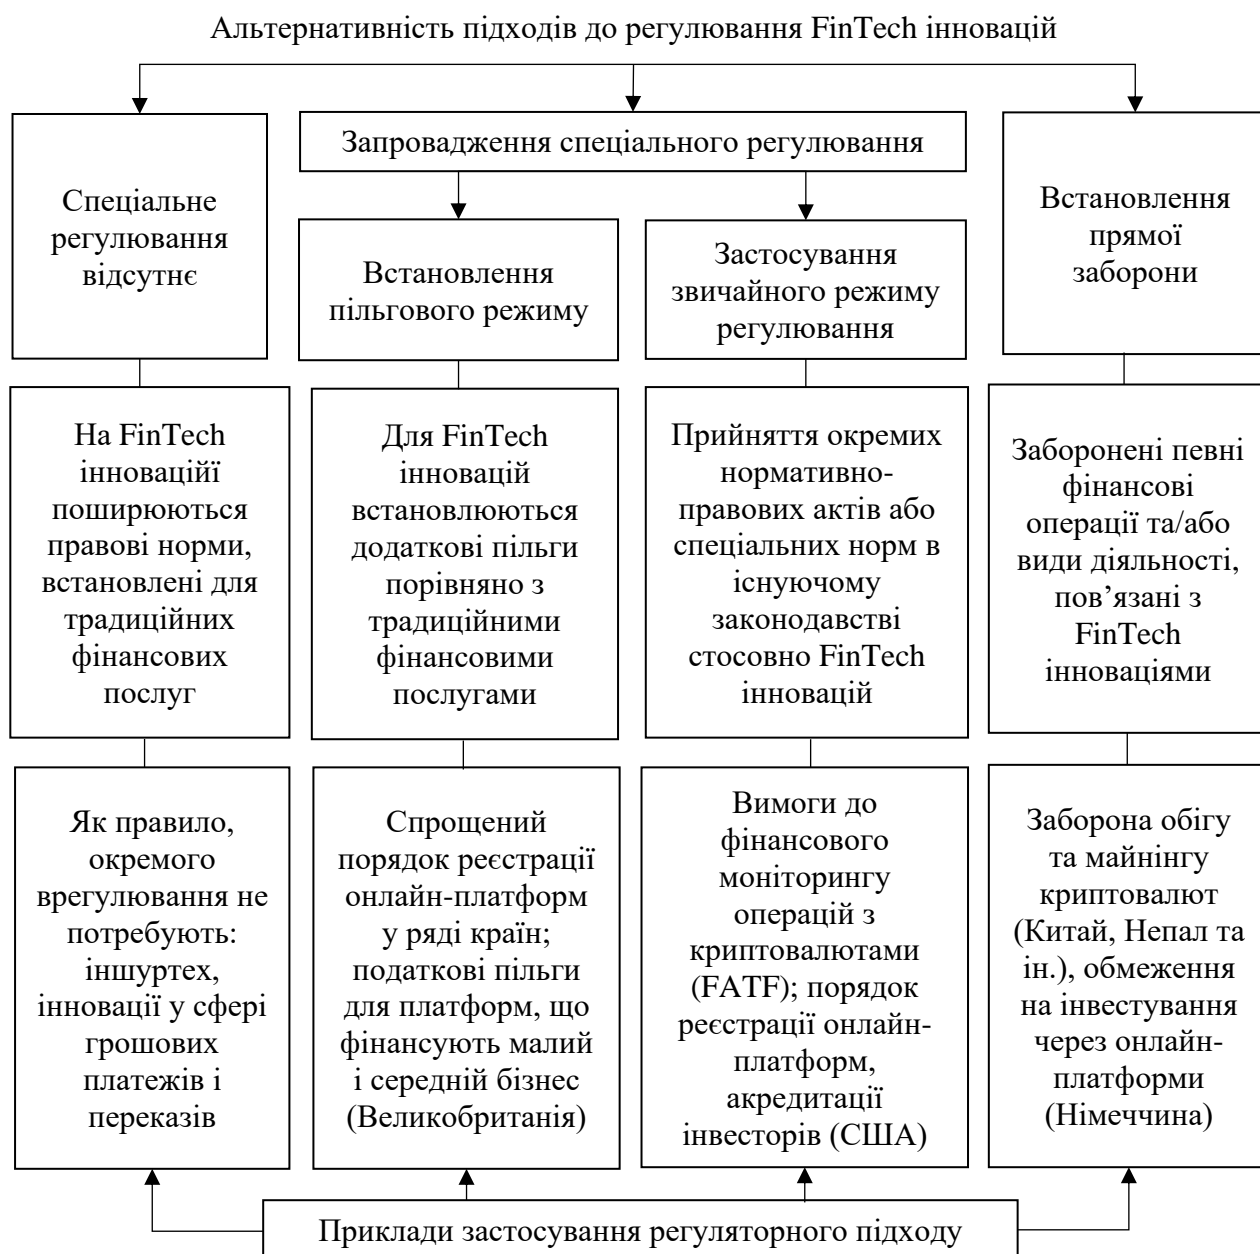 Альтернативність підходів до регулювання FinTech інновацій
Спеціальне
регулювання
відсутнє
Запровадження спеціального регулювання
Встановлення
пільгового режиму
Застосування
звичайного режиму
регулювання
Встановлення
прямої
заборони
На FinTech
інноваційї
поширюються
правові норми,
встановлені для
традиційних
фінансових
послуг
Для FinTech
інновацій
встановлюються
додаткові пільги
порівняно з
традиційними
фінансовими
послугами
Прийняття окремих
нормативно-
правових актів або
спеціальних норм в
існуючому
законодавстві
стосовно FinTech
інновацій
Заборонені певні
фінансові
операції та/або
види діяльності,
пов’язані з
FinTech
інноваціями
Як правило,
окремого
врегулювання не
потребують:
іншуртех,
інновації у сфері
грошових
платежів і
переказів
Спрощений
порядок реєстрації
онлайн-платформ
у ряді країн;
податкові пільги
для платформ, що
фінансують малий
і середній бізнес
(Великобританія)
Вимоги до
фінансового
моніторингу
операцій з
криптовалютами
(FATF); порядок
реєстрації онлайн-
платформ,
акредитації
інвесторів (США)
Заборона обігу
та майнінгу
криптовалют
(Китай, Непал та
ін.), обмеження
на інвестування
через онлайн-
платформи
(Німеччина)
Приклади застосування регуляторного підходу